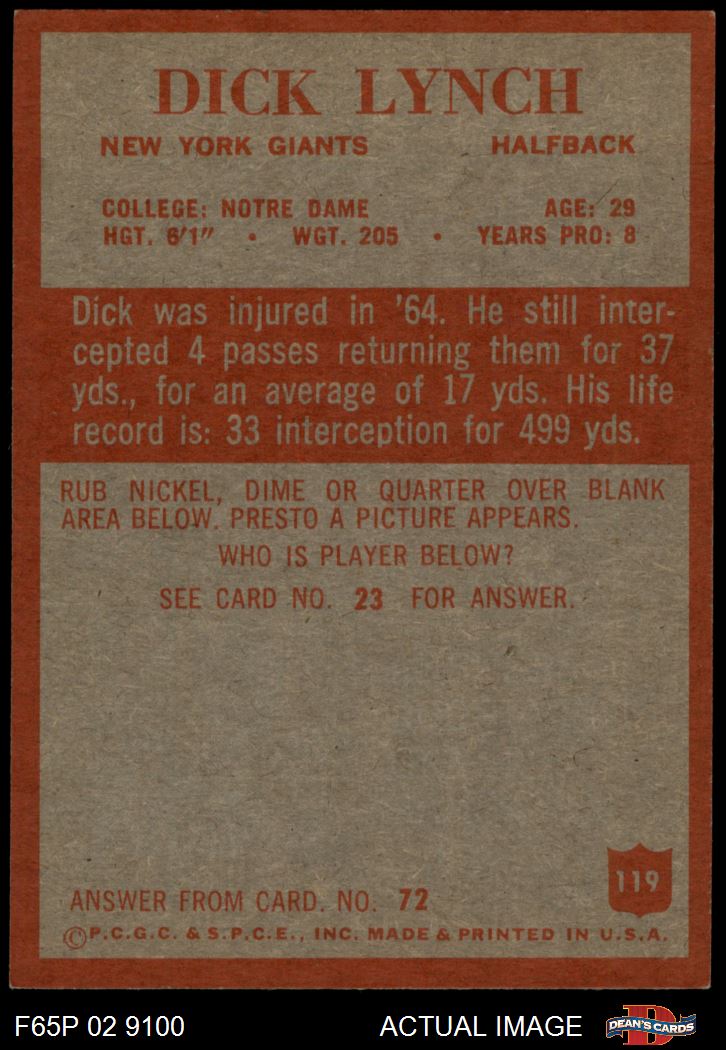 DICK LYNCH
NEW YORK GIANTS HALFBACK
COLLEGE: NOTRE DAME AGE: 29
HGT. 6'1" • WGT. 205 • YEARS PRO: 8
Dick was injured in '64. He still inter-
cepted 4 passes returning them for 37
yds., for an average of 17 yds. His life
record is: 33 interception for 499 yds.
RUB NICKEL, DIME OR QUARTER OVER BLANK
AREA BELOW. PRESTO A PICTURE APPEARS.
WHO IS PLAYER BELOW?
SEE CARD NO. 23 FOR ANSWER.
119
ANSWER FROM CARD. NO. 72
©P.C.G.C. & S.P.C.E., INC. MADE & PRINTED IN U.S.A.
F65P 02 9100 ACTUAL IMAGE D DEAN'S CARDS